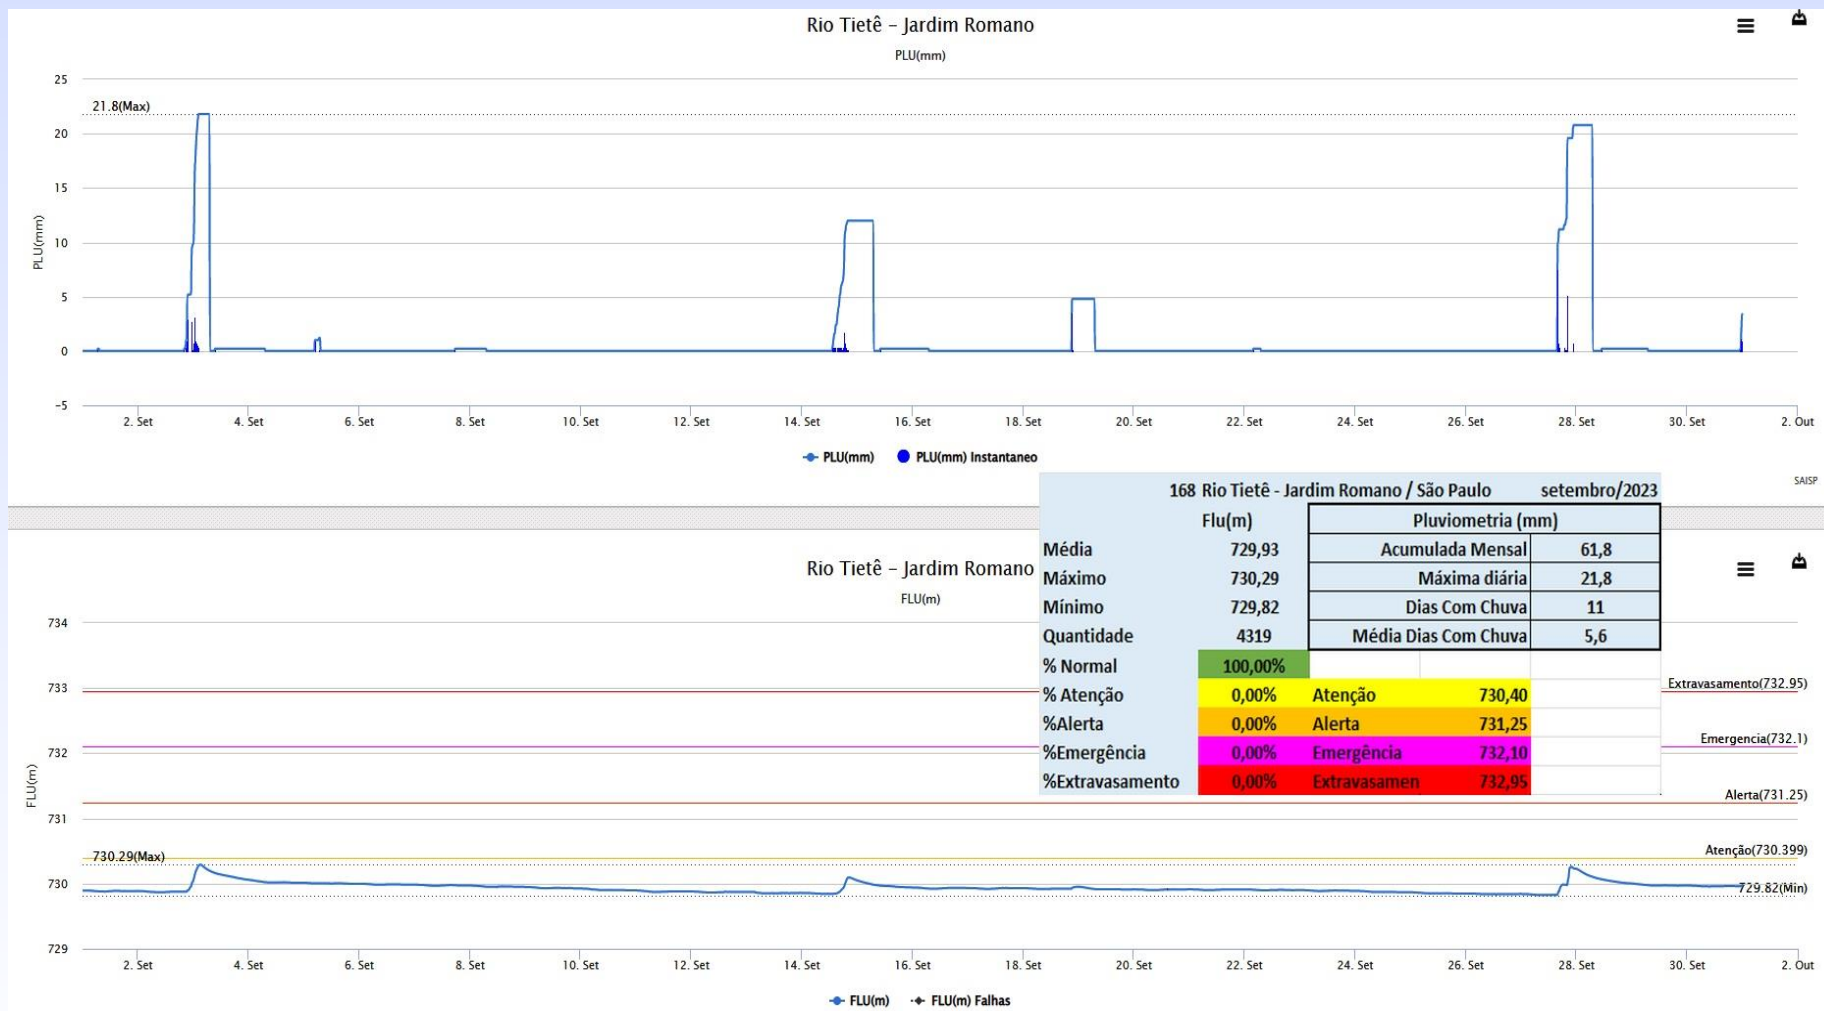 Rio Tietê - Jardim Romano
PLU(mm)
25
21.8(Max)
20
15
10
5
0
-5
PLU(mm)
2. Set 4. Set 6. Set 8. Set 10. Set 12. Set 14. Set 16. Set 18. Set 20. Set 22. Set 24. Set 26. Set 28. Set 30. Set 2. Out
PLU(mm) PLU(mm) Instantaneo
SAISP
168 Rio Tietê - Jardim Romano / São Paulo setembro/2023
Flu(m) Pluviometria (mm)
Média 729,93 Acumulada Mensal 61,8
Máximo 730,29 Máxima diária 21,8
Mínimo 729,82 Dias Com Chuva 11
Quantidade 4319 Média Dias Com Chuva 5,6
% Normal 100,00%
% Atenção 0,00% Atenção 730,40
%Alerta 0,00% Alerta 731,25
%Emergência 0,00% Emergência 732,10
%Extravasamento 0,00% Extravasamen 732,95
Rio Tietê - Jardim Romano
FLU(m)
734
733
732
731
730
729
FLU(m)
Extravasamento(732.95)
Emergencia(732.1)
Alerta(731.25)
Atenção(730.399)
730.29(Max)
729.82(Min)
2. Set 4. Set 6. Set 8. Set 10. Set 12. Set 14. Set 16. Set 18. Set 20. Set 22. Set 24. Set 26. Set 28. Set 30. Set 2. Out
FLU(m) FLU(m) Falhas